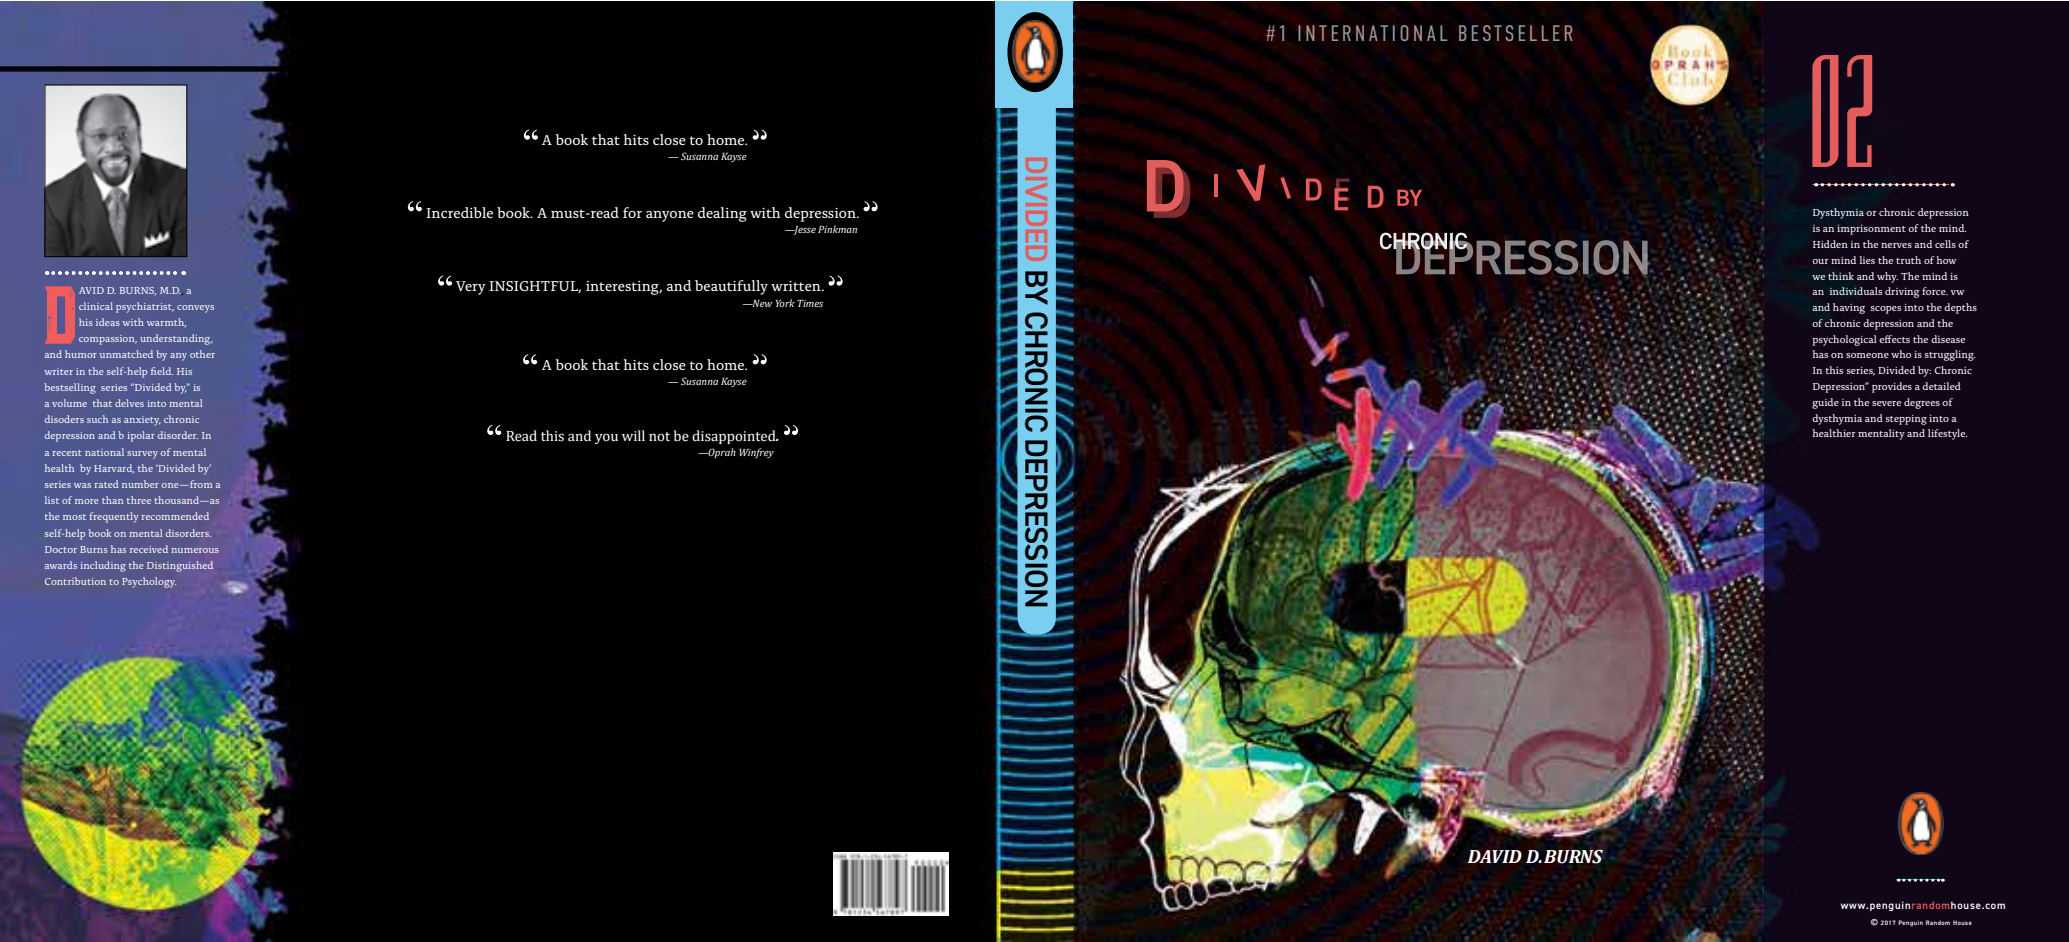 AVID D. BURNS, M.D. a
D
clinical psychiatrist, conveys
his ideas with warmth,
compassion, understanding,
and humor unmatched by any other
writer in the self-help field. His
bestselling series “Divided by,” is
a volume that delves into mental
disoders such as anxiety, chronic
depression and b ipolar disorder. In
a recent national survey of mental
health by Harvard, the ‘Divided by’
series was rated number one—from a
list of more than three thousand—as
the most frequently recommended
self-help book on mental disorders.
Doctor Burns has received numerous
awards including the Distinguished
Contribution to Psychology.
“ A book that hits close to home. ”
— Susanna Kayse
“ Incredible book. A must-read for anyone dealing with depression. ”
—Jesse Pinkman
“ Very INSIGHTFUL, interesting, and beautifully written. ”
—New York Times
“ A book that hits close to home. ”
— Susanna Kayse
“ Read this and you will not be disappointed. ”
—Oprah Winfrey
DIVIDED BY CHRONIC DEPRESSION
#1 INTERNATIONAL BESTSELLER
Book
OPRAH'S
Club
DIVIDED BY
CHRONIC
DEPRESSION
DAVID D.BURNS
02
Dysthymia or chronic depression
is an imprisonment of the mind.
Hidden in the nerves and cells of
our mind lies the truth of how
we think and why. The mind is
an individuals driving force. vw
and having scopes into the depths
of chronic depression and the
psychological effects the disease
has on someone who is struggling.
In this series, Divided by: Chronic
Depression” provides a detailed
guide in the severe degrees of
dysthymia and stepping into a
healthier mentality and lifestyle.
www.penguinrandomhouse.com
© 2017 Penguin Random House